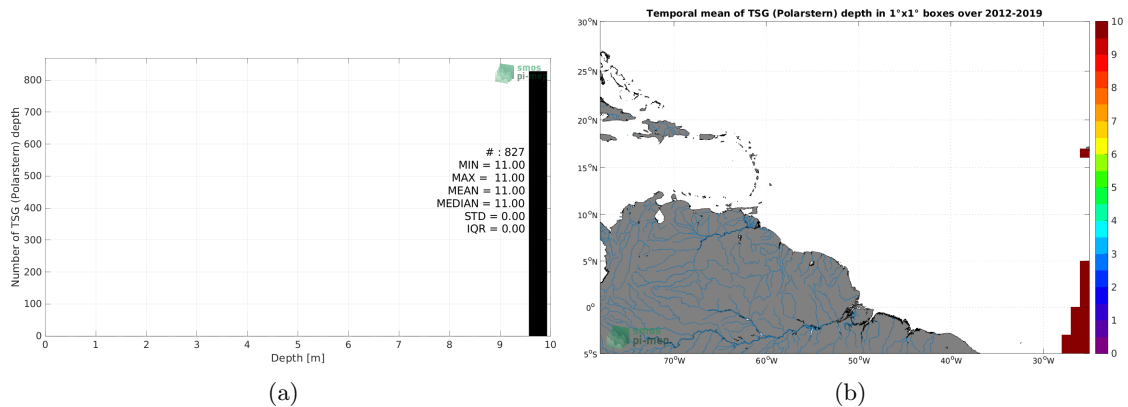 Number of TSG (Polarstern) depth
800
700
600
500
400
300
200
100
0
smos
pi-mep
# : 827
MIN = 11.00
MAX = 11.00
MEAN = 11.00
MEDIAN = 11.00
STD = 0.00
IQR = 0.00
0 1 2 3 4 5 6 7 8 9 10
Depth [m]
(a)
Temporal mean of TSG (Polarstern) depth in 1°x1° boxes over 2012-2019
30°N
25°N
20°N
15°N
10°N
5°N
0°
5°S
70°W 60°W 50°W 40°W 30°W
smos
pi-mep
10
9
8
7
6
5
4
3
2
1
0
(b)